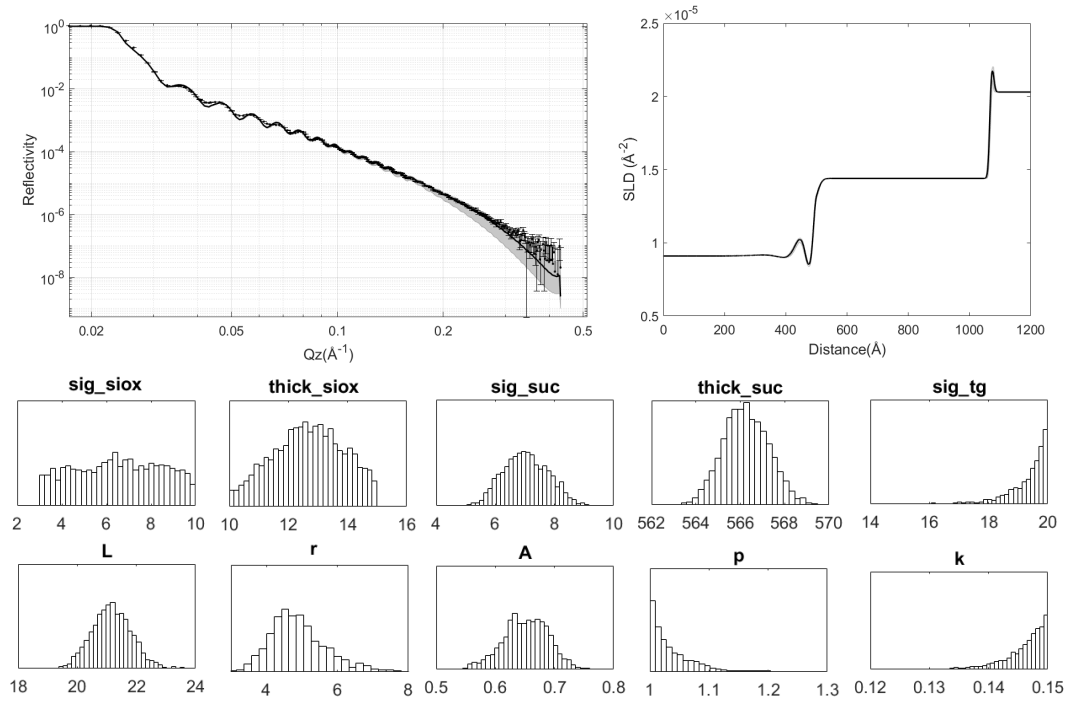 Reflectivity
10^0
10^-2
10^-4
10^-6
10^-8
0.02 0.05 0.1 0.2 0.5
Qz(Å^-1)
×10^-5
SLD (Å^-2)
2.5
2
1.5
1
0.5
0 200 400 600 800 1000 1200
Distance(Å)
sig_siox
2 4 6 8 10
thick_siox
10 12 14 16
sig_suc
4 6 8 10
thick_suc
562 564 566 568 570
sig_tg
14 16 18 20
L
18 20 22 24
r
4 6 8
A
0.5 0.6 0.7 0.8
p
1 1.1 1.2 1.3
k
0.12 0.13 0.14 0.15